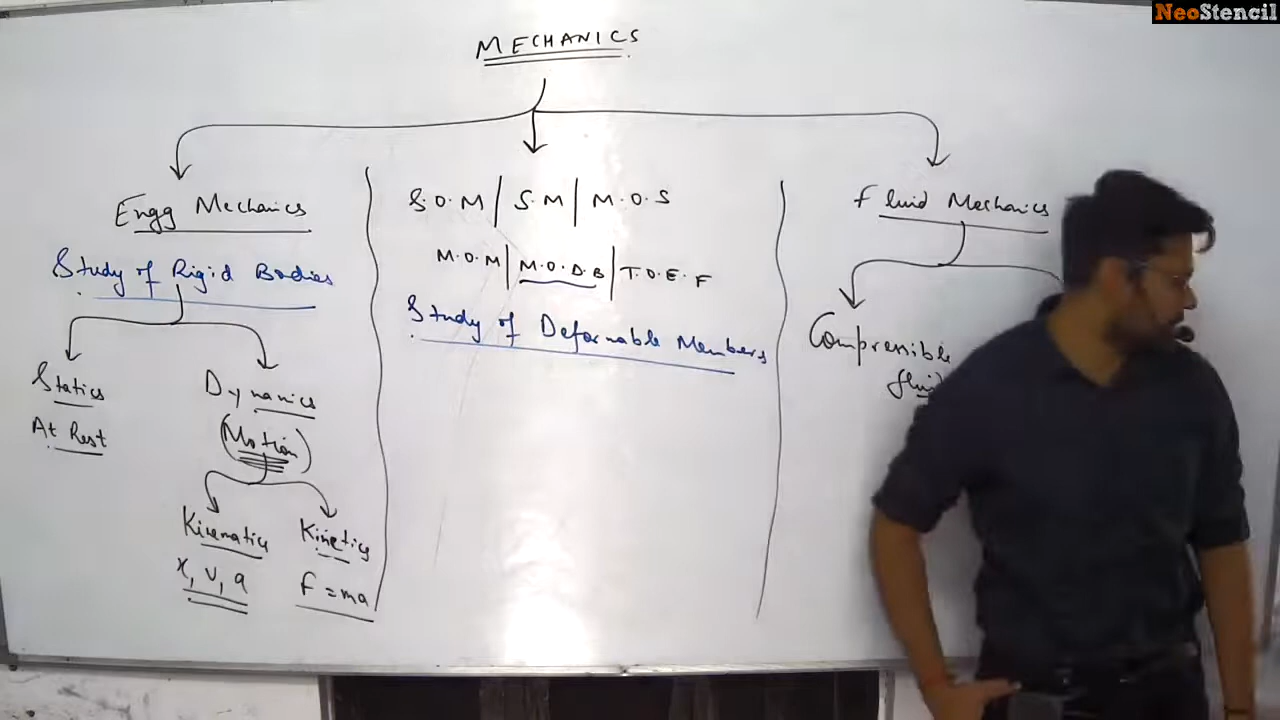 NeoStencil
MECHANICS
Engg Mechanics
Study of Rigid Bodies
Statics
At Rest
Dynamics
(Motion)
Kinematics
x, v, a
Kinetics
F = ma
S.O.M | S.M | M.O.S
M.O.M | M.O.D.B | T.O.E.F
Study of Deformable Members
Fluid Mechanics
Compressible